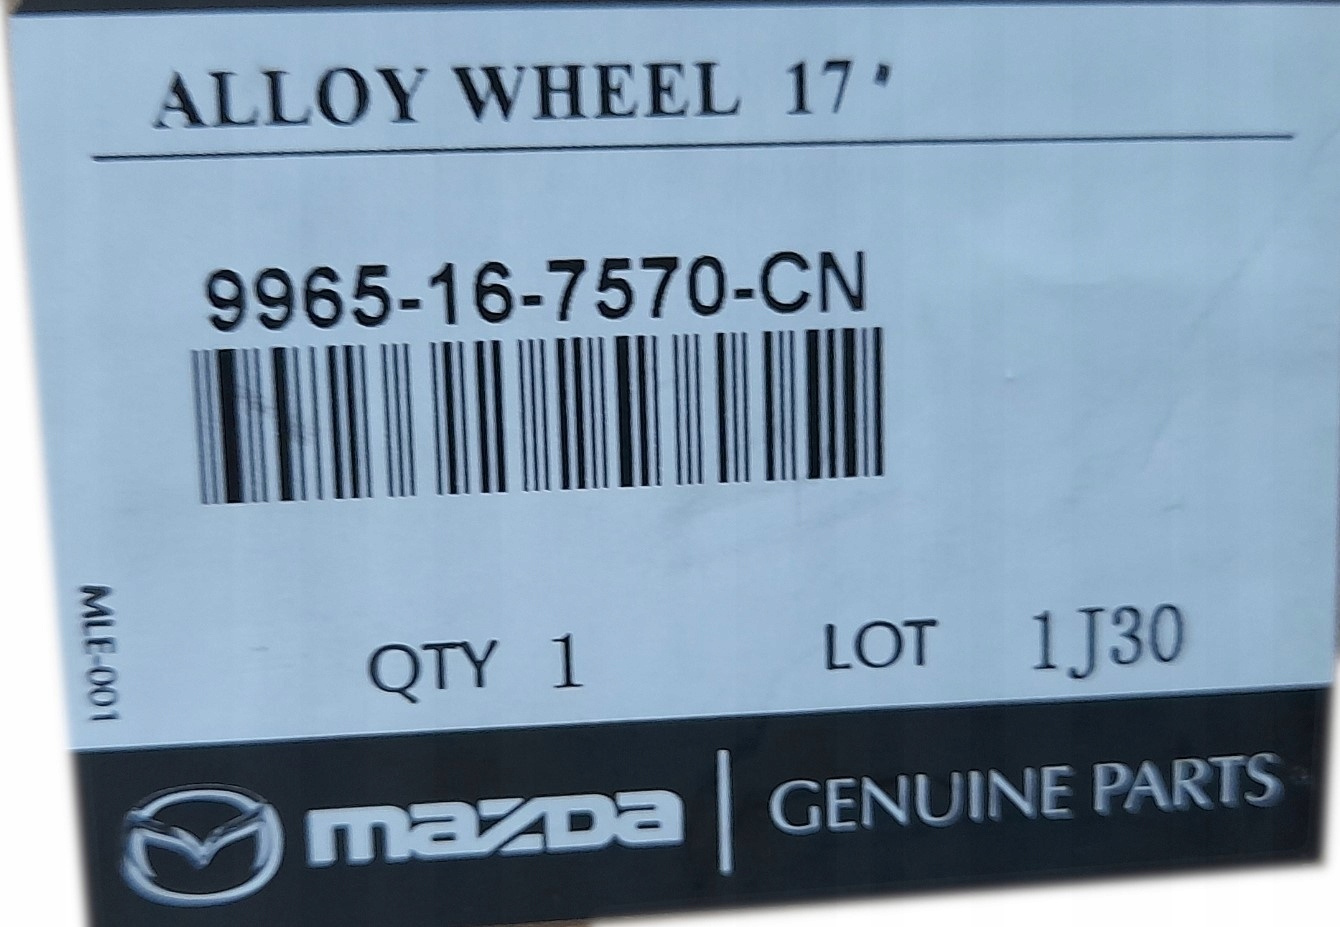 ALLOY WHEEL 17"
9965-16-7570-CN
MLE-001
QTY 1 LOT 1J30
mazda | GENUINE PARTS